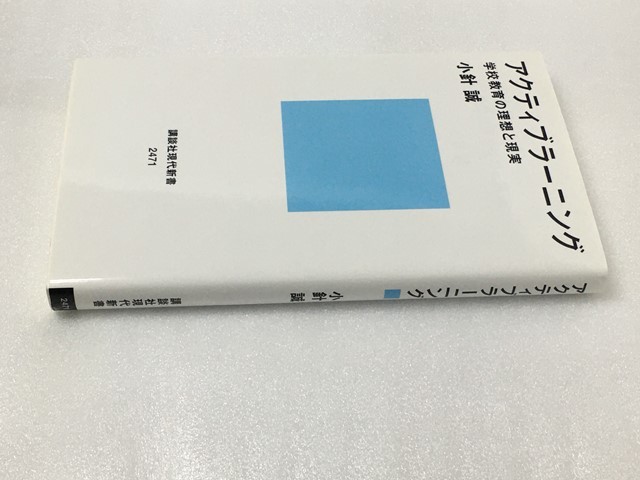 アクティブラーニング
学校教育の理想と現実
小針 誠
講談社現代新書
2471
アクティブラーニング
小針 誠
講談社現代新書
2471